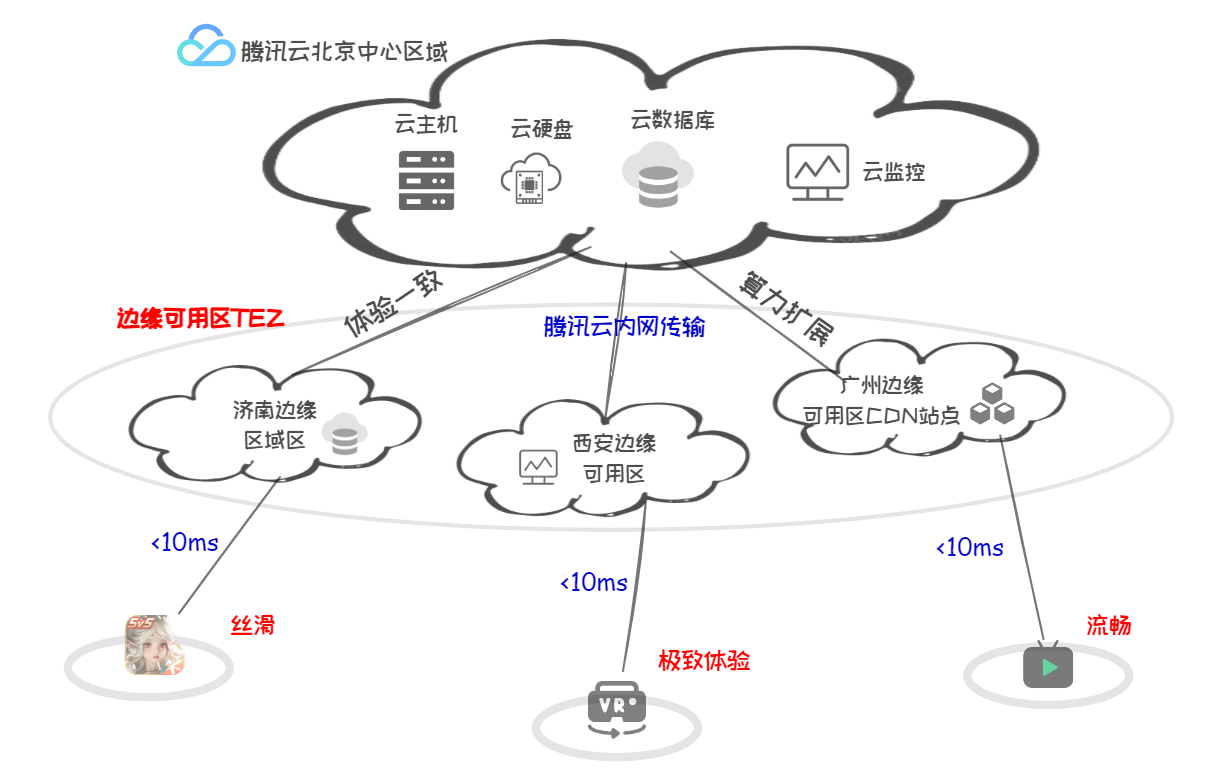 腾讯云北京中心区域
云主机
云硬盘
云数据库
云监控
体验一致
算力扩展
边缘可用区TEZ
腾讯云内网传输
济南边缘
区域区
西安边缘
可用区
广州边缘
可用区CDN站点
<10ms
<10ms
<10ms
5v5
丝滑
极致体验
流畅
VR